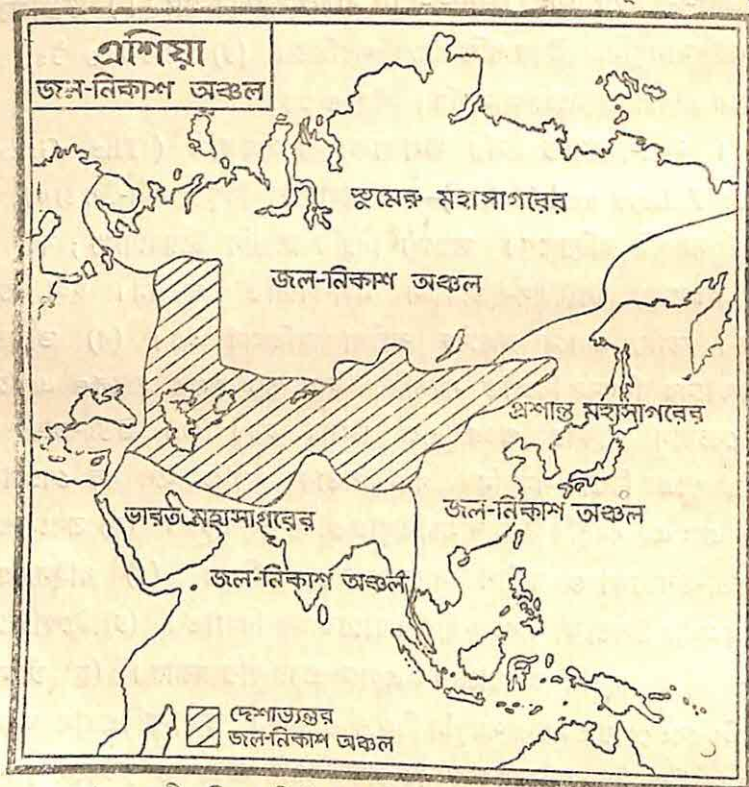 এশিয়া
জল-নিকাশ অঞ্চল
সুমেরু মহাসাগরের
জল-নিকাশ অঞ্চল
প্রশান্ত মহাসাগরের
জল-নিকাশ অঞ্চল
ভারত মহাসাগরের
জল-নিকাশ অঞ্চল
দেশাভ্যন্তর
জল-নিকাশ অঞ্চল